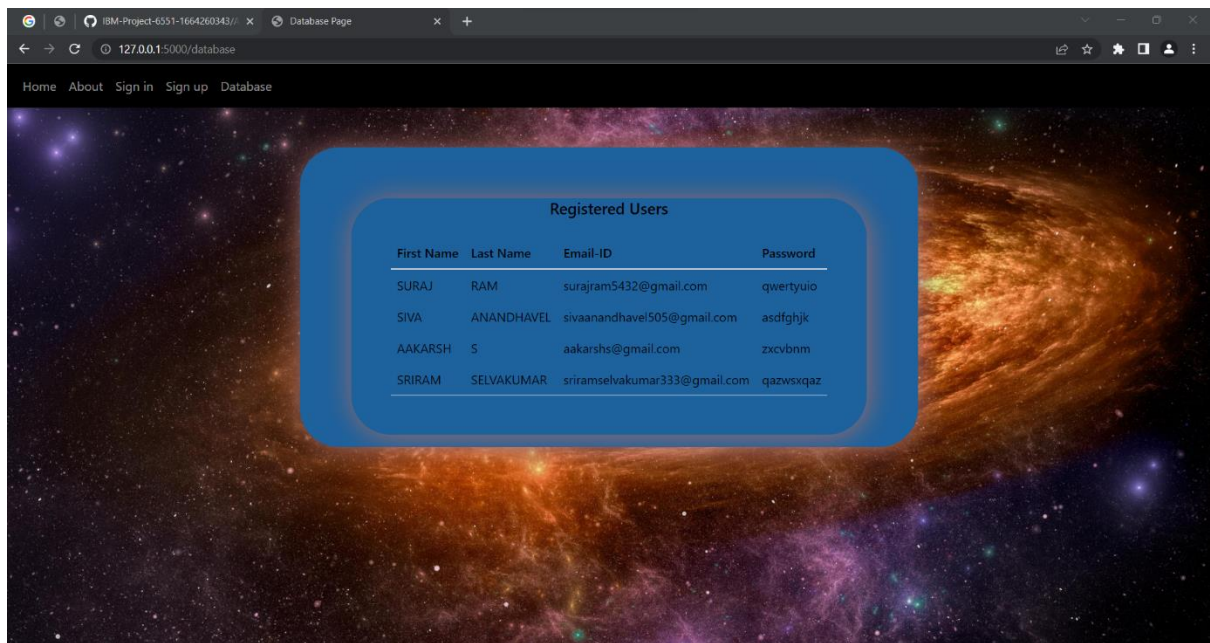 IBM-Project-6551-1664260343/A Database Page
127.0.0.1:5000/database
Home About Sign in Sign up Database
Registered Users
First Name Last Name Email-ID Password
SURAJ RAM surajram5432@gmail.com qwertyuio
SIVA ANANDHAVEL sivaanandhavel505@gmail.com asdfghjk
AAKARSH S aakarshs@gmail.com zxcvbnm
SRIRAM SELVAKUMAR sriramselvakumar333@gmail.com qazwsxqaz